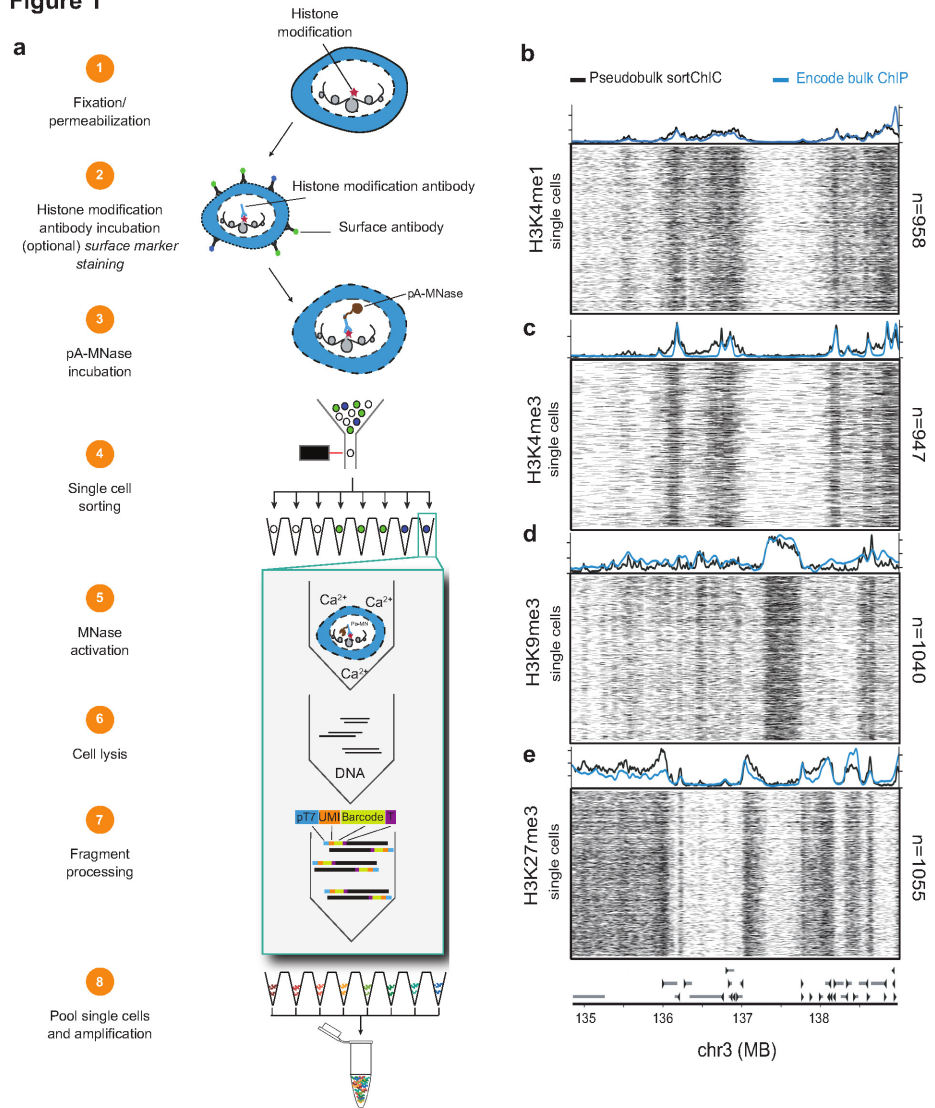 Figure 1
a
Histone
modification
1
Fixation/
permeabilization
2
Histone modification
antibody incubation
(optional) surface marker
staining
Histone modification antibody
Surface antibody
3
pA-MNase
incubation
pA-MNase
4
Single cell
sorting
5
MNase
activation
Ca2+
Ca2+
Pa-MN
Ca2+
6
Cell lysis
DNA
7
Fragment
processing
pT7 UMI Barcode T
8
Pool single cells
and amplification
b
Pseudobulk sortChIC
Encode bulk ChIP
H3K4me1
single cells
n=958
c
H3K4me3
single cells
n=947
d
H3K9me3
single cells
n=1040
e
H3K27me3
single cells
n=1055
135 136 137 138
chr3 (MB)